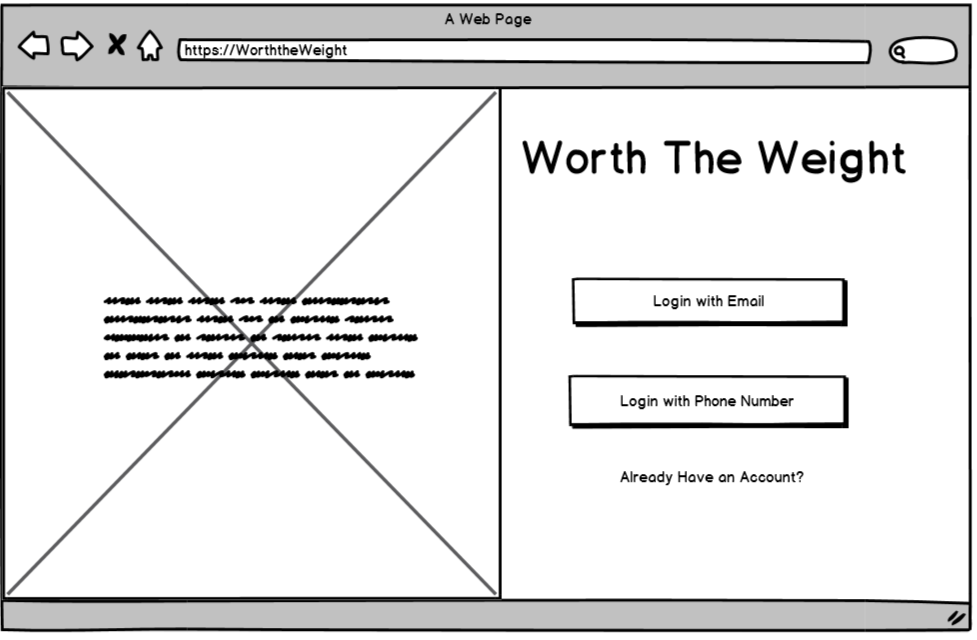 A Web Page
https://WorththeWeight
Worth The Weight
Login with Email
Login with Phone Number
Already Have an Account?